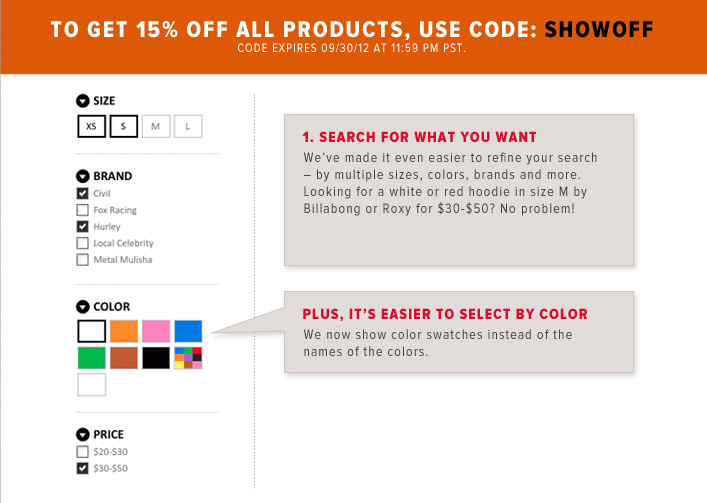 TO GET 15% OFF ALL PRODUCTS, USE CODE: SHOWOFF
CODE EXPIRES 09/30/12 AT 11:59 PM PST.
SIZE
XS S M L
BRAND
Civil
Fox Racing
Hurley
Local Celebrity
Metal Mulisha
COLOR
PRICE
$20-$30
$30-$50
1. SEARCH FOR WHAT YOU WANT
We’ve made it even easier to refine your search
– by multiple sizes, colors, brands and more.
Looking for a white or red hoodie in size M by
Billabong or Roxy for $30-$50? No problem!
PLUS, IT’S EASIER TO SELECT BY COLOR
We now show color swatches instead of the
names of the colors.